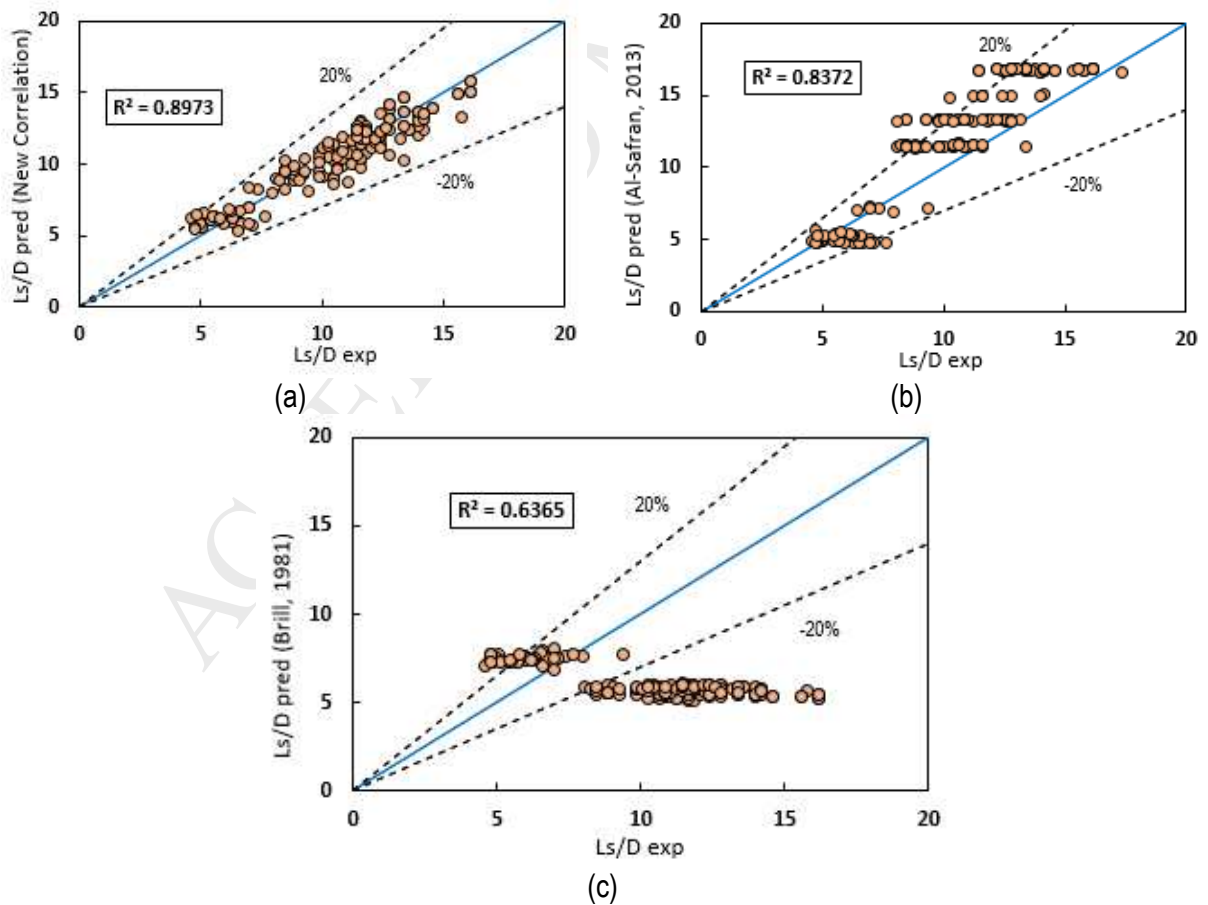 Ls/D pred (New Correlation)
20
15
10
5
0
20%
R² = 0.8973
-20%
0 5 10 15 20
Ls/D exp
(a)
Ls/D pred (Al-Safran, 2013)
20
15
10
5
0
20%
R² = 0.8372
-20%
0 5 10 15 20
Ls/D exp
(b)
Ls/D pred (Brill, 1981)
20
15
10
5
0
R² = 0.6365
20%
-20%
0 5 10 15 20
Ls/D exp
(c)